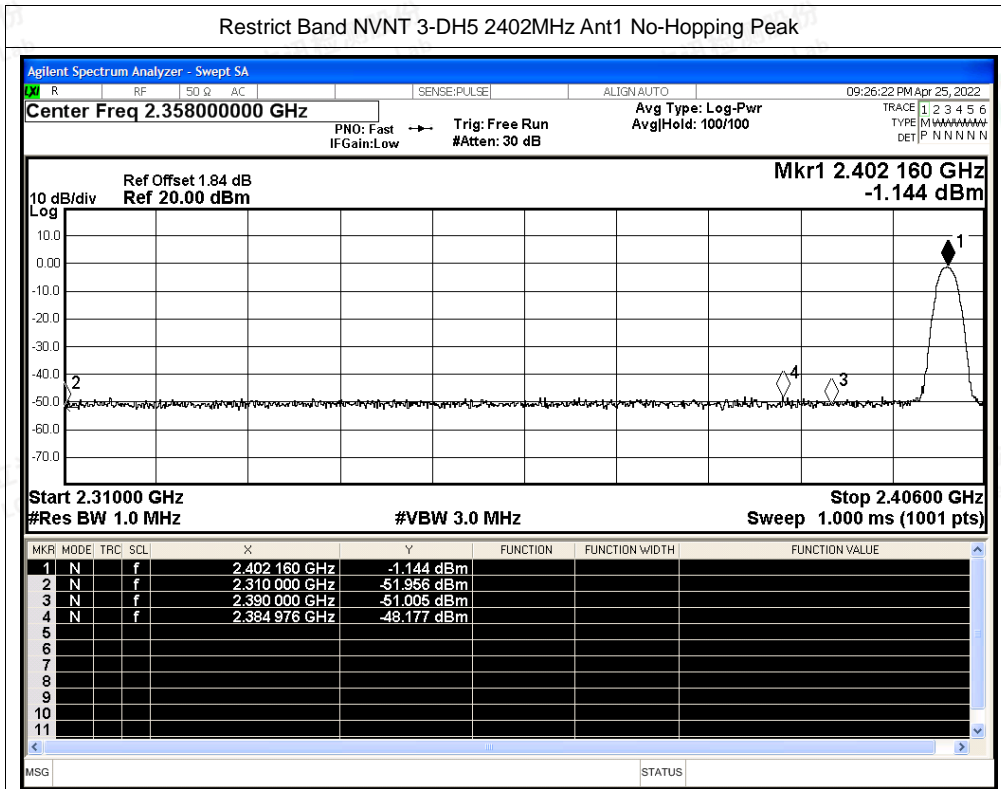 Restrict Band NVNT 3-DH5 2402MHz Ant1 No-Hopping Peak
Agilent Spectrum Analyzer - Swept SA
LXI R RF 50 Ω AC SENSE:PULSE ALIGN AUTO 09:26:22 PM Apr 25, 2022
Center Freq 2.358000000 GHz
PNO: Fast
IFGain:Low
Trig: Free Run
#Atten: 30 dB
Avg Type: Log-Pwr
Avg|Hold: 100/100
TRACE 1 2 3 4 5 6
TYPE M
DET P N N N N N
Mkr1 2.402 160 GHz
-1.144 dBm
Ref Offset 1.84 dB
10 dB/div Ref 20.00 dBm
Log
10.0
0.00
-10.0
-20.0
-30.0
-40.0
-50.0
-60.0
-70.0
1
2
4
3
Start 2.31000 GHz Stop 2.40600 GHz
#Res BW 1.0 MHz #VBW 3.0 MHz Sweep 1.000 ms (1001 pts)
MKR MODE TRC SCL X Y FUNCTION FUNCTION WIDTH FUNCTION VALUE
1 N f 2.402 160 GHz -1.144 dBm
2 N f 2.310 000 GHz -51.956 dBm
3 N f 2.390 000 GHz -51.005 dBm
4 N f 2.384 976 GHz -48.177 dBm
5
6
7
8
9
10
11
MSG STATUS